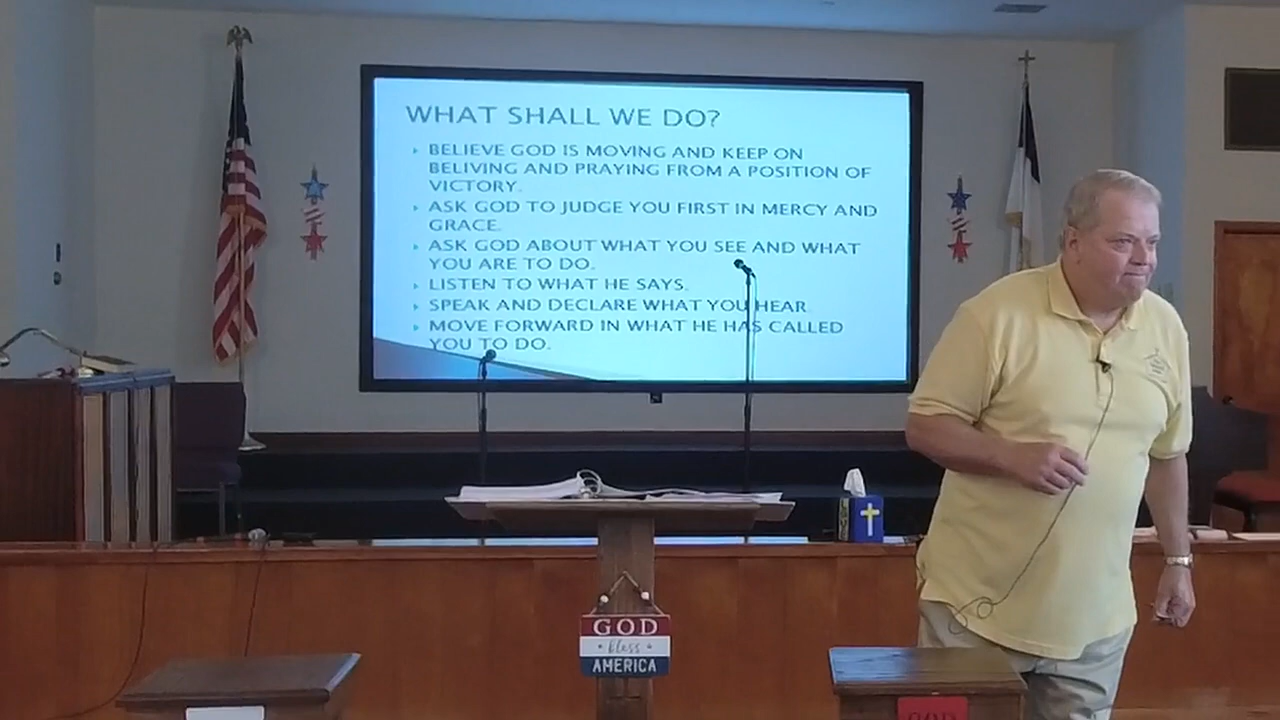 WHAT SHALL WE DO?
BELIEVE GOD IS MOVING AND KEEP ON
BELIVING AND PRAYING FROM A POSITION OF
VICTORY.
ASK GOD TO JUDGE YOU FIRST IN MERCY AND
GRACE.
ASK GOD ABOUT WHAT YOU SEE AND WHAT
YOU ARE TO DO.
LISTEN TO WHAT HE SAYS.
SPEAK AND DECLARE WHAT YOU HEAR.
MOVE FORWARD IN WHAT HE HAS CALLED
YOU TO DO.
GOD
bless
AMERICA
GOD